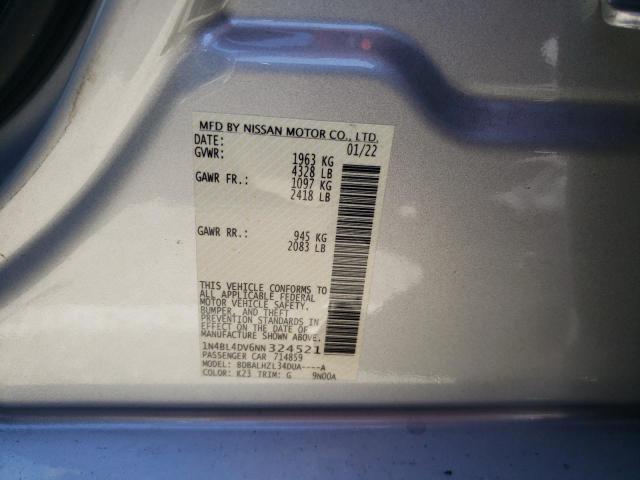 MFD BY NISSAN MOTOR CO., LTD.
DATE: 01/22
GVWR: 1963 KG
4328 LB
GAWR FR.: 1097 KG
2418 LB
GAWR RR.: 945 KG
2083 LB
THIS VEHICLE CONFORMS TO
ALL APPLICABLE FEDERAL
MOTOR VEHICLE SAFETY,
BUMPER, AND THEFT
PREVENTION STANDARDS IN
EFFECT ON THE DATE OF
MANUFACTURE SHOWN ABOVE.
1N4BL4DV6NN324521
PASSENGER CAR 714859
MODEL: BDBALHZL34DUA----A
COLOR: K23 TRIM: G 9N00A